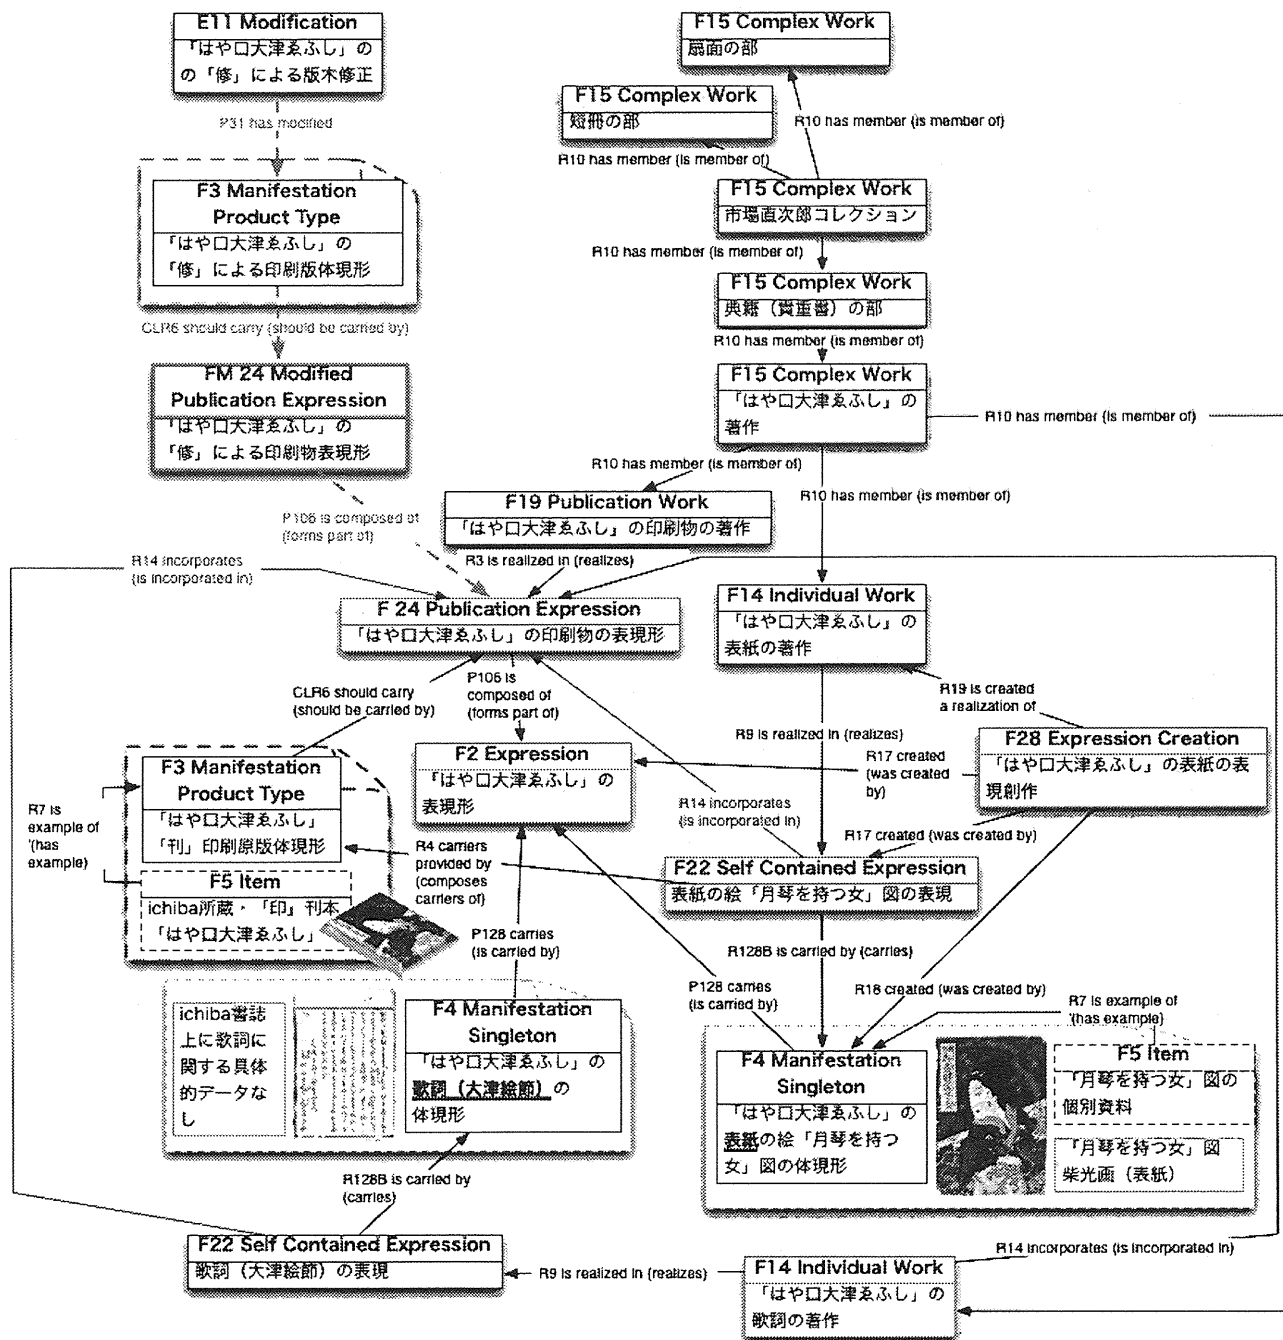 E11 Modification
「はや口大津ゑふし」の
の「修」による版木修正
P31 has modified
F3 Manifestation
Product Type
「はや口大津ゑふし」の
「修」による印刷版体現形
CLR6 should carry (should be carried by)
FM 24 Modified
Publication Expression
「はや口大津ゑふし」の
「修」による印刷物表現形
P106 is composed of
(forms part of)
F15 Complex Work
扇面の部
F15 Complex Work
短冊の部
R10 has member (is member of)
R10 has member (is member of)
F15 Complex Work
市場直次郎コレクション
R10 has member (is member of)
F15 Complex Work
典籍（貴重書）の部
R10 has member (is member of)
F15 Complex Work
「はや口大津ゑふし」の
著作
R10 has member (is member of)
R10 has member (is member of)
R10 has member (is member of)
F19 Publication Work
「はや口大津ゑふし」の印刷物の著作
R3 is realized in (realizes)
R14 incorporates
(is incorporated in)
F 24 Publication Expression
「はや口大津ゑふし」の印刷物の表現形
F14 Individual Work
「はや口大津ゑふし」の
表紙の著作
CLR6 should carry
(should be carried by)
P106 is
composed of
(forms part of)
R19 is created
a realization of
R9 is realized in (realizes)
F28 Expression Creation
「はや口大津ゑふし」の表紙の表
現創作
R17 created
(was created
by)
F2 Expression
「はや口大津ゑふし」の
表現形
F3 Manifestation
Product Type
「はや口大津ゑふし」
「刊」印刷原版体現形
R7 is
example of
(has
example)
R14 incorporates
(is incorporated in)
R17 created (was created by)
R4 carriers
provided by
(composes
carriers of)
F22 Self Contained Expression
表紙の絵「月琴を持つ女」図の表現
F5 Item
ichiba所蔵・「印」刊本
「はや口大津ゑふし」
P128 carries
(is carried by)
R128B is carried by (carries)
P128 carries
(is carried by)
R18 created (was created by)
R7 is example of
(has example)
ichiba書誌
上に歌詞に
関する具体
的データな
し
F4 Manifestation
Singleton
「はや口大津ゑふし」の
歌詞（大津絵節）の
体現形
F4 Manifestation
Singleton
「はや口大津ゑふし」の
表紙の絵「月琴を持つ
女」図の体現形
F5 Item
「月琴を持つ女」図の
個別資料
「月琴を持つ女」図
柴光画（表紙）
R128B is carried by
(carries)
F22 Self Contained Expression
歌詞（大津絵節）の表現
R9 is realized in (realizes)
R14 incorporates (is incorporated in)
F14 Individual Work
「はや口大津ゑふし」の
歌詞の著作